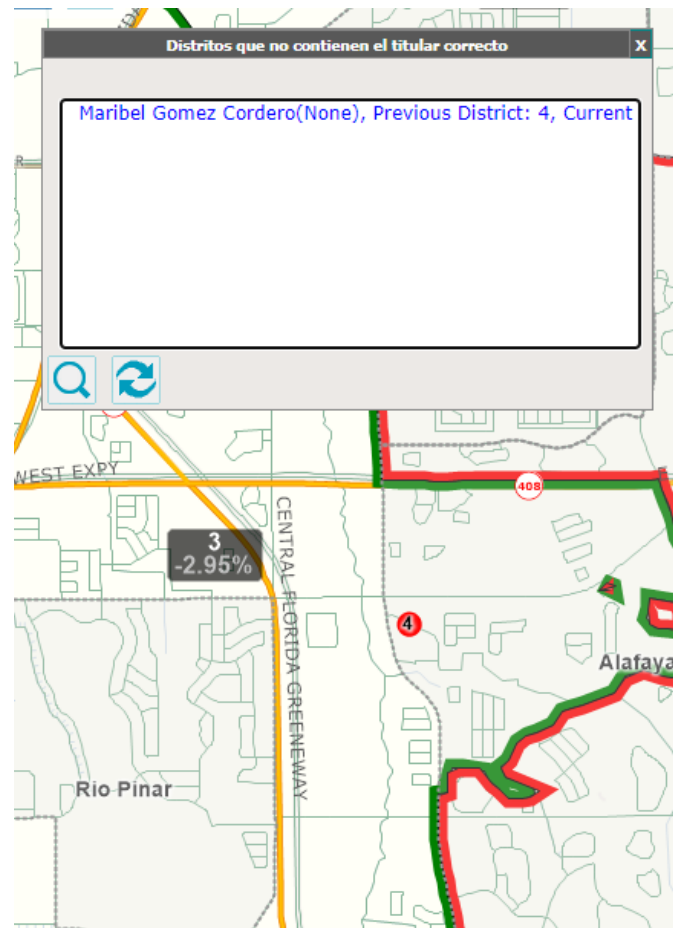 Distritos que no contienen el titular correcto
X
Maribel Gomez Cordero(None), Previous District: 4, Current
WEST EXPY
408
3
-2.95%
CENTRAL FLORIDA GREENEWAY
4
Alafaya
Rio Pinar